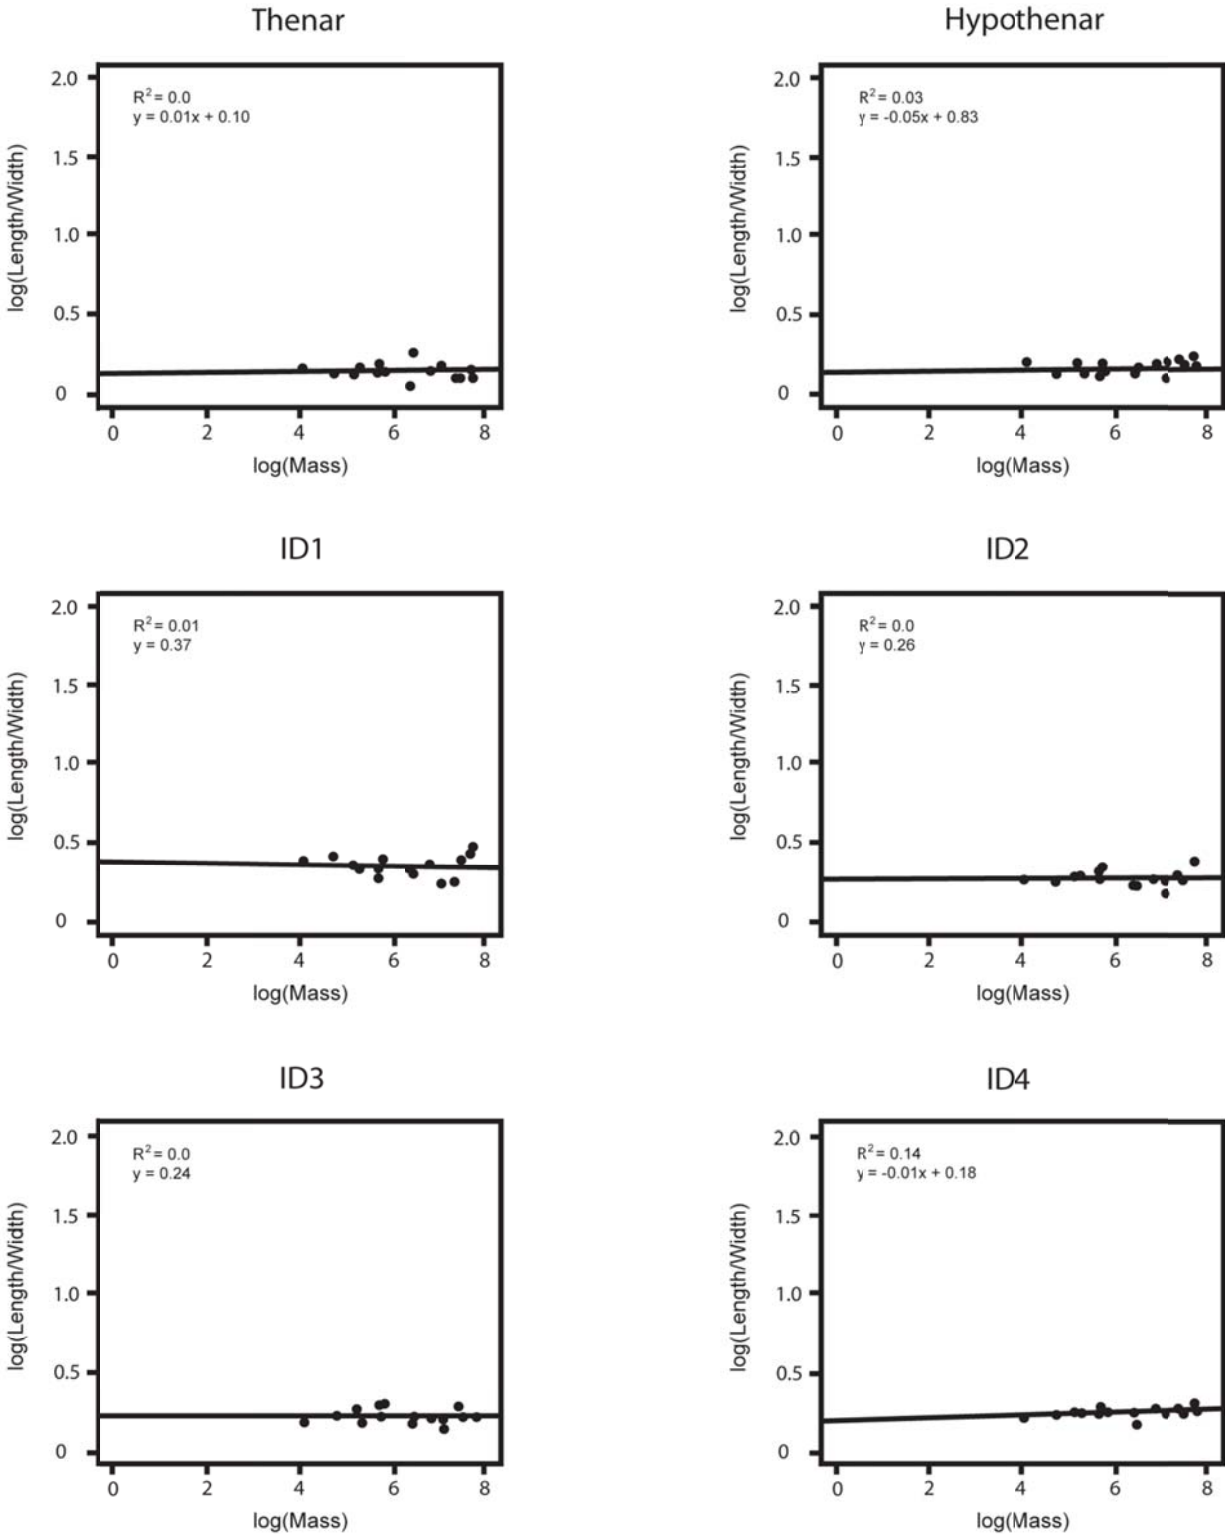 Thenar
2.0
R² = 0.0
y = 0.01x + 0.10
1.5
log(Length/Width)
1.0
0.5
0
0 2 4 6 8
log(Mass)
Hypothenar
2.0
R² = 0.03
y = -0.05x + 0.83
1.5
log(Length/Width)
1.0
0.5
0
0 2 4 6 8
log(Mass)
ID1
2.0
R² = 0.01
y = 0.37
1.5
log(Length/Width)
1.0
0.5
0
0 2 4 6 8
log(Mass)
ID2
2.0
R² = 0.0
y = 0.26
1.5
log(Length/Width)
1.0
0.5
0
0 2 4 6 8
log(Mass)
ID3
2.0
R² = 0.0
y = 0.24
1.5
log(Length/Width)
1.0
0.5
0
0 2 4 6 8
log(Mass)
ID4
2.0
R² = 0.14
y = -0.01x + 0.18
1.5
log(Length/Width)
1.0
0.5
0
0 2 4 6 8
log(Mass)